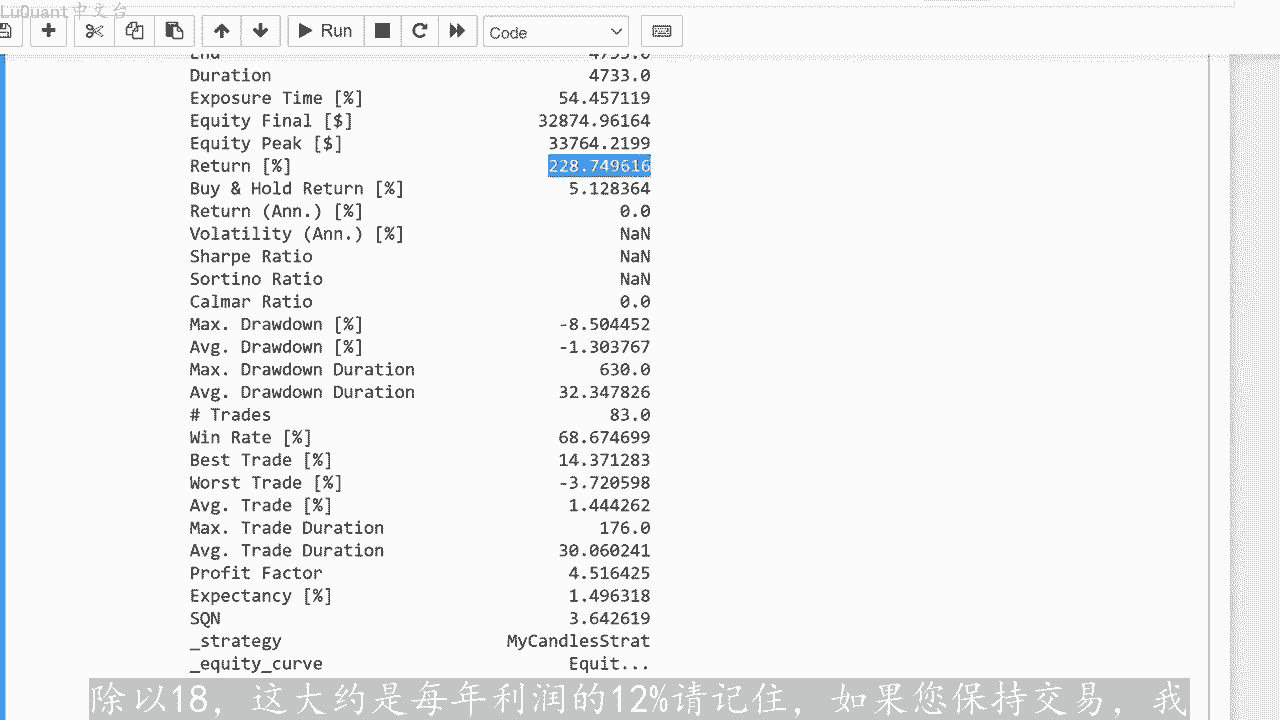 LuQuant中文台
Run
Code
End 4733.0
Duration 4733.0
Exposure Time [%] 54.457119
Equity Final [$] 32874.96164
Equity Peak [$] 33764.2199
Return [%] 228.749616
Buy & Hold Return [%] 5.128364
Return (Ann.) [%] 0.0
Volatility (Ann.) [%] NaN
Sharpe Ratio NaN
Sortino Ratio NaN
Calmar Ratio 0.0
Max. Drawdown [%] -8.504452
Avg. Drawdown [%] -1.303767
Max. Drawdown Duration 630.0
Avg. Drawdown Duration 32.347826
# Trades 83.0
Win Rate [%] 68.674699
Best Trade [%] 14.371283
Worst Trade [%] -3.720598
Avg. Trade [%] 1.444262
Max. Trade Duration 176.0
Avg. Trade Duration 30.060241
Profit Factor 4.516425
Expectancy [%] 1.496318
SQN 3.642619
_strategy MyCandlesStrat
_equity_curve Equit...
除以18，这大约是每年利润的12%请记住，如果您保持交易，我